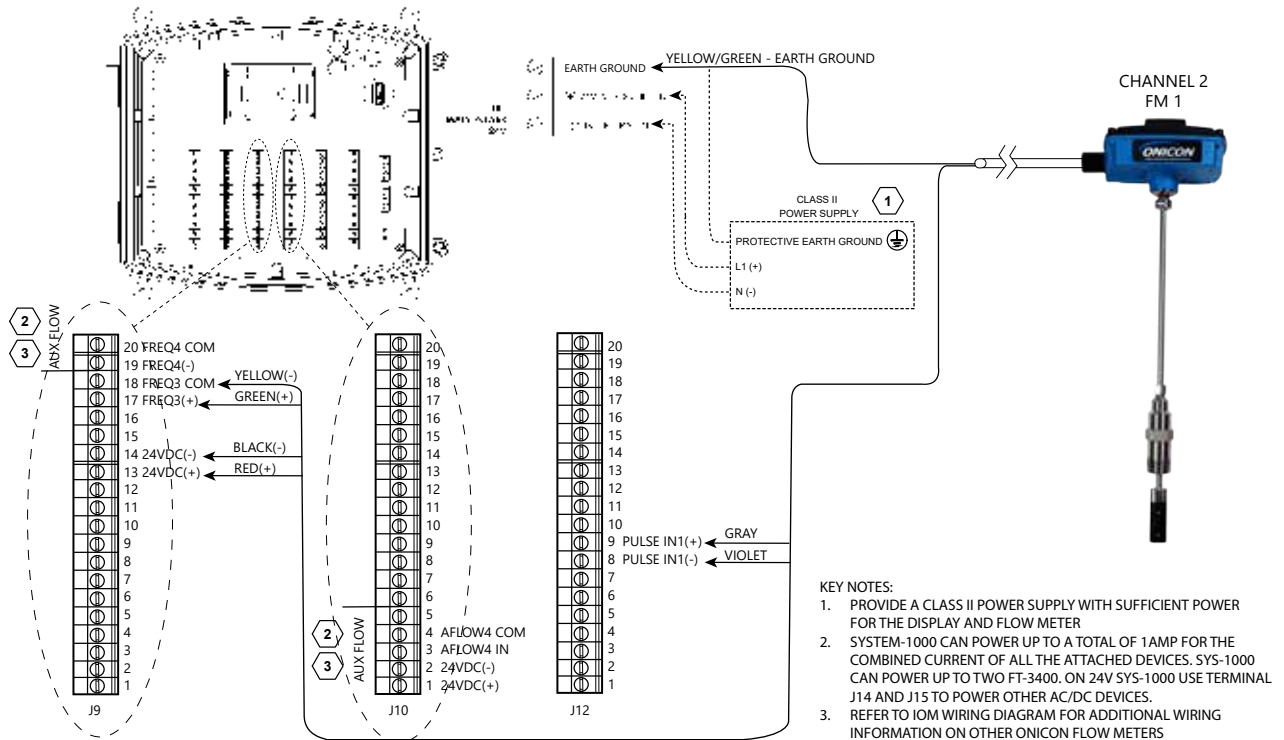 EARTH GROUND
YELLOW/GREEN - EARTH GROUND
CHANNEL 2
FM 1
ONICON
CLASS II
POWER SUPPLY
1
PROTECTIVE EARTH GROUND
L1 (+)
N (-)
2
3
AUX FLOW
20 FREQ4 COM
19 FREQ4(-)
18 FREQ3 COM
17 FREQ3(+)
16
15
14 24VDC(-)
13 24VDC(+)
12
11
10
9
8
7
6
5
4
3
2
1
J9
YELLOW(-)
GREEN(+)
BLACK(-)
RED(+)
20
19
18
17
16
15
14
13
12
11
10
9
8
7
6
5
4 AFLOW4 COM
3 AFLOW4 IN
2 24VDC(-)
1 24VDC(+)
J10
2
3
AUX FLOW
20
19
18
17
16
15
14
13
12
11
10
9 PULSE IN1(+)
8 PULSE IN1(-)
7
6
5
4
3
2
1
J12
GRAY
VIOLET
KEY NOTES:
1. PROVIDE A CLASS II POWER SUPPLY WITH SUFFICIENT POWER
FOR THE DISPLAY AND FLOW METER
2. SYSTEM-1000 CAN POWER UP TO A TOTAL OF 1AMP FOR THE
COMBINED CURRENT OF ALL THE ATTACHED DEVICES. SYS-1000
CAN POWER UP TO TWO FT-3400. ON 24V SYS-1000 USE TERMINAL
J14 AND J15 TO POWER OTHER AC/DC DEVICES.
3. REFER TO IOM WIRING DIAGRAM FOR ADDITIONAL WIRING
INFORMATION ON OTHER ONICON FLOW METERS